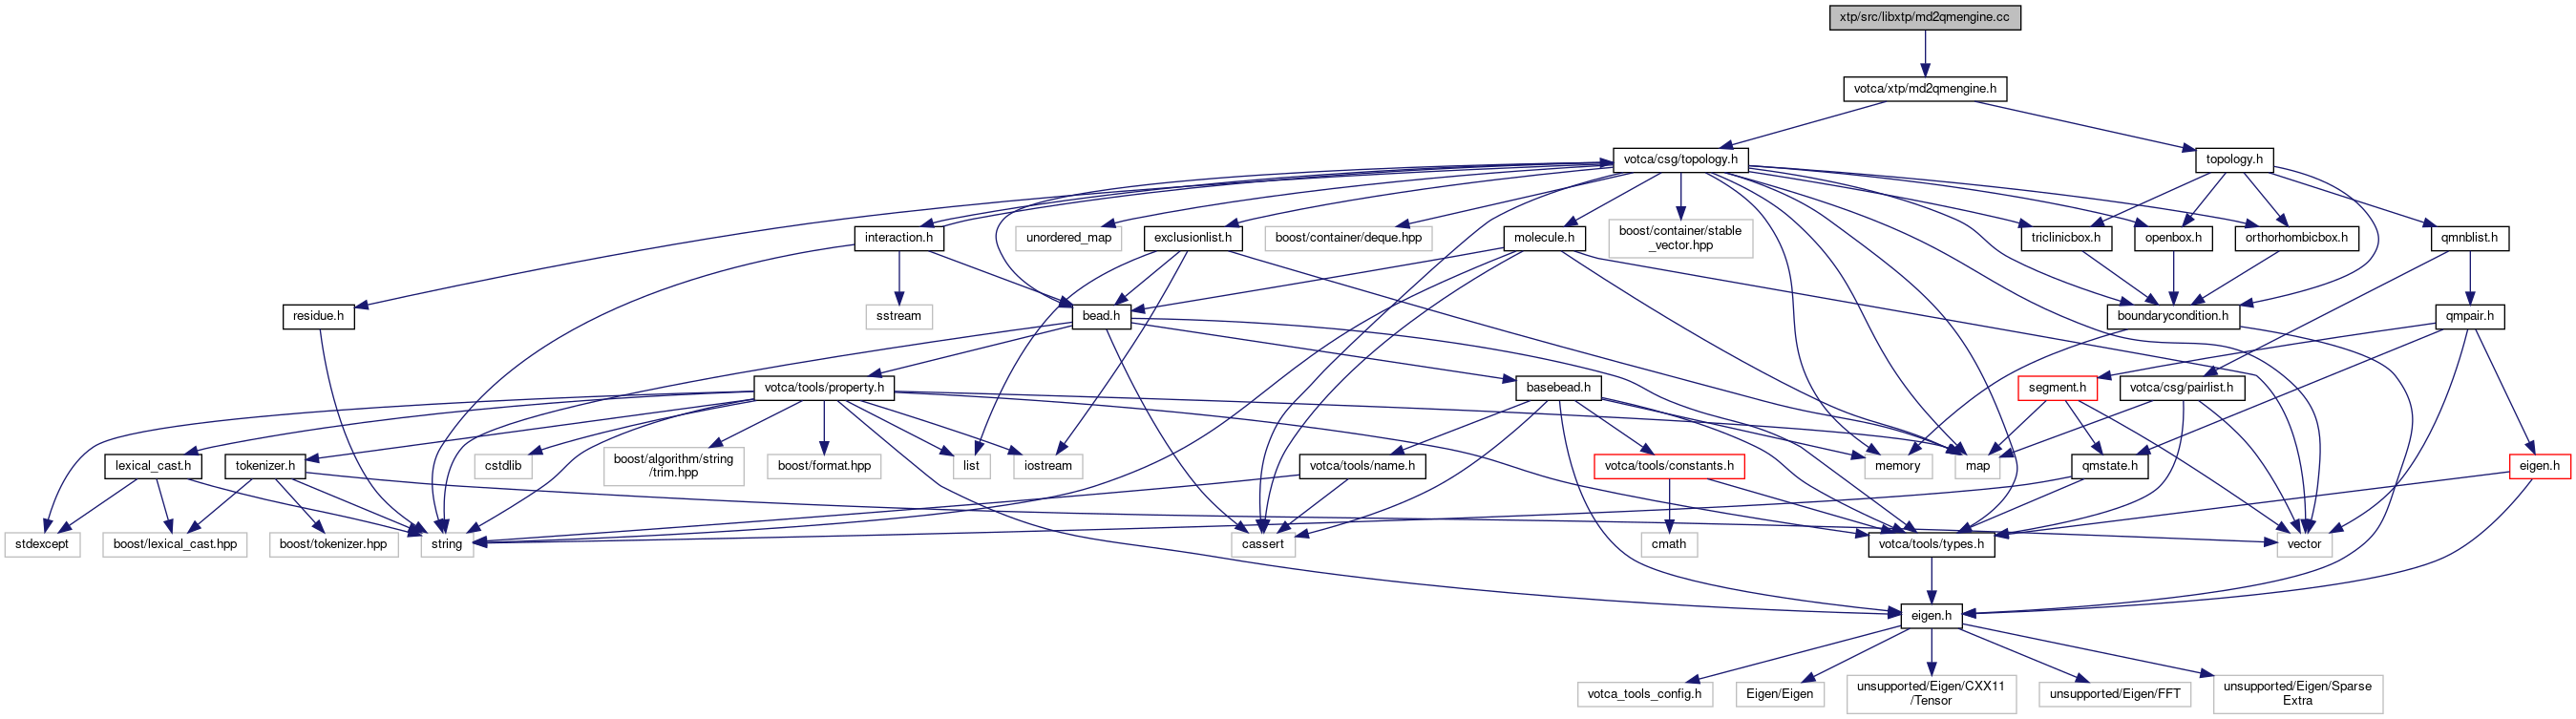 xtp/src/libxtp/md2qmengine.cc
votca/xtp/md2qmengine.h
votca/csg/topology.h
topology.h
interaction.h
unordered_map
exclusionlist.h
boost/container/deque.hpp
molecule.h
boost/container/stable
_vector.hpp
triclinicbox.h
openbox.h
orthorhombicbox.h
qmnblist.h
residue.h
sstream
bead.h
boundarycondition.h
qmpair.h
votca/tools/property.h
basebead.h
segment.h
votca/csg/pairlist.h
lexical_cast.h
tokenizer.h
cstdlib
boost/algorithm/string
/trim.hpp
boost/format.hpp
list
iostream
votca/tools/name.h
votca/tools/constants.h
memory
map
qmstate.h
eigen.h
stdexcept
boost/lexical_cast.hpp
boost/tokenizer.hpp
string
cassert
cmath
votca/tools/types.h
vector
eigen.h
votca_tools_config.h
Eigen/Eigen
unsupported/Eigen/CXX11
/Tensor
unsupported/Eigen/FFT
unsupported/Eigen/Sparse
Extra